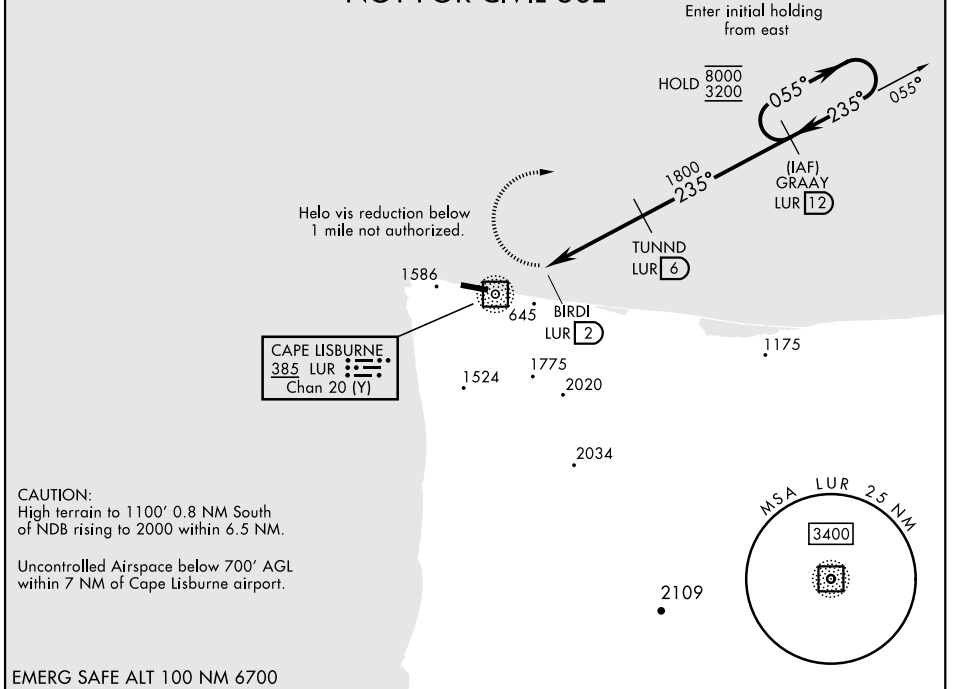 NOT FOR CIVIL USE
Enter initial holding
from east
HOLD 8000
3200
055°
235°
055°
1800
235°
(IAF)
GRAAY
LUR 12
TUNND
LUR 6
Helo vis reduction below
1 mile not authorized.
1586
645
BIRDI
LUR 2
CAPE LISBURNE
385 LUR
Chan 20 (Y)
1175
1524
1775
2020
2034
CAUTION:
High terrain to 1100' 0.8 NM South
of NDB rising to 2000 within 6.5 NM.
Uncontrolled Airspace below 700' AGL
within 7 NM of Cape Lisburne airport.
MSA LUR 25 NM
3400
2109
EMERG SAFE ALT 100 NM 6700